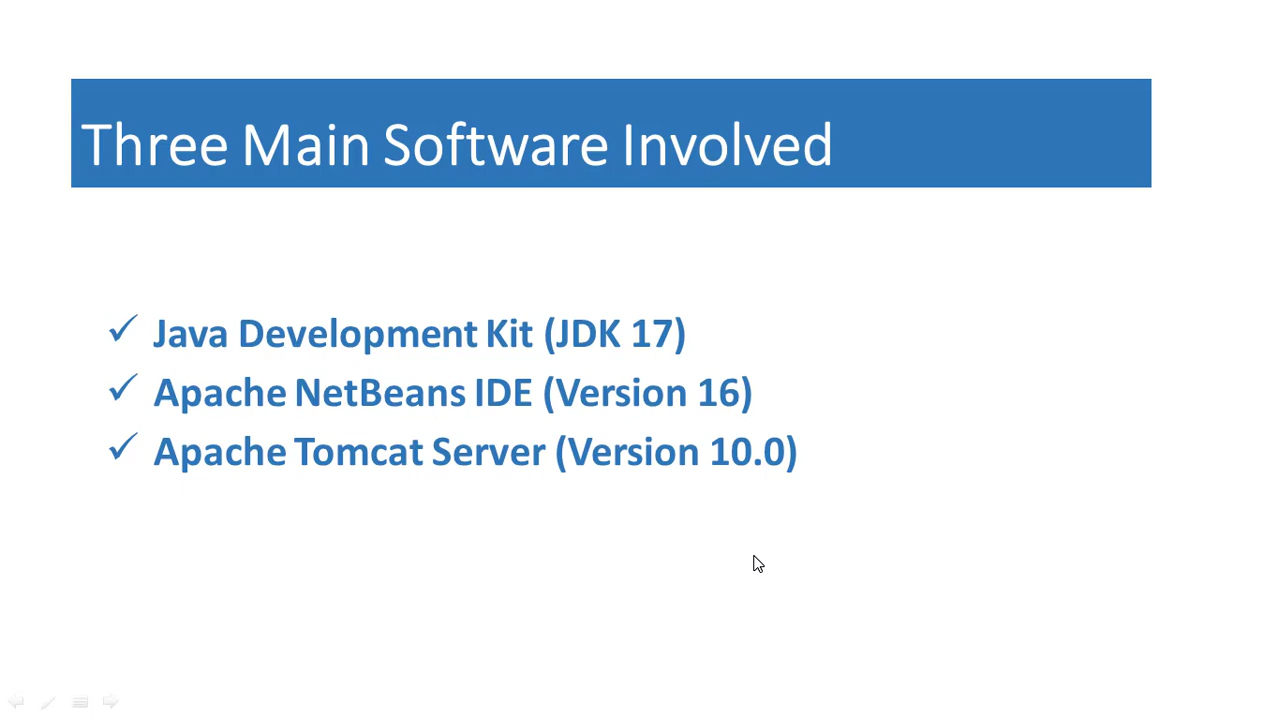 Three Main Software Involved
✓ Java Development Kit (JDK 17)
✓ Apache NetBeans IDE (Version 16)
✓ Apache Tomcat Server (Version 10.0)